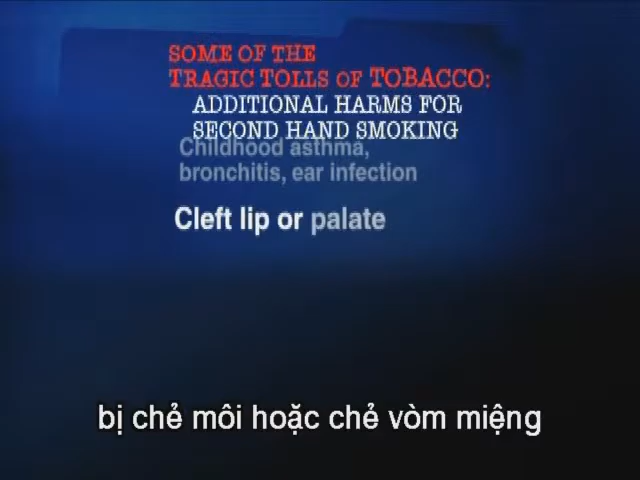 SOME OF THE
TRAGIC TOLLS OF TOBACCO:
ADDITIONAL HARMS FOR
SECOND HAND SMOKING
Childhood asthma,
bronchitis, ear infection
Cleft lip or palate
bị chẻ môi hoặc chẻ vòm miệng